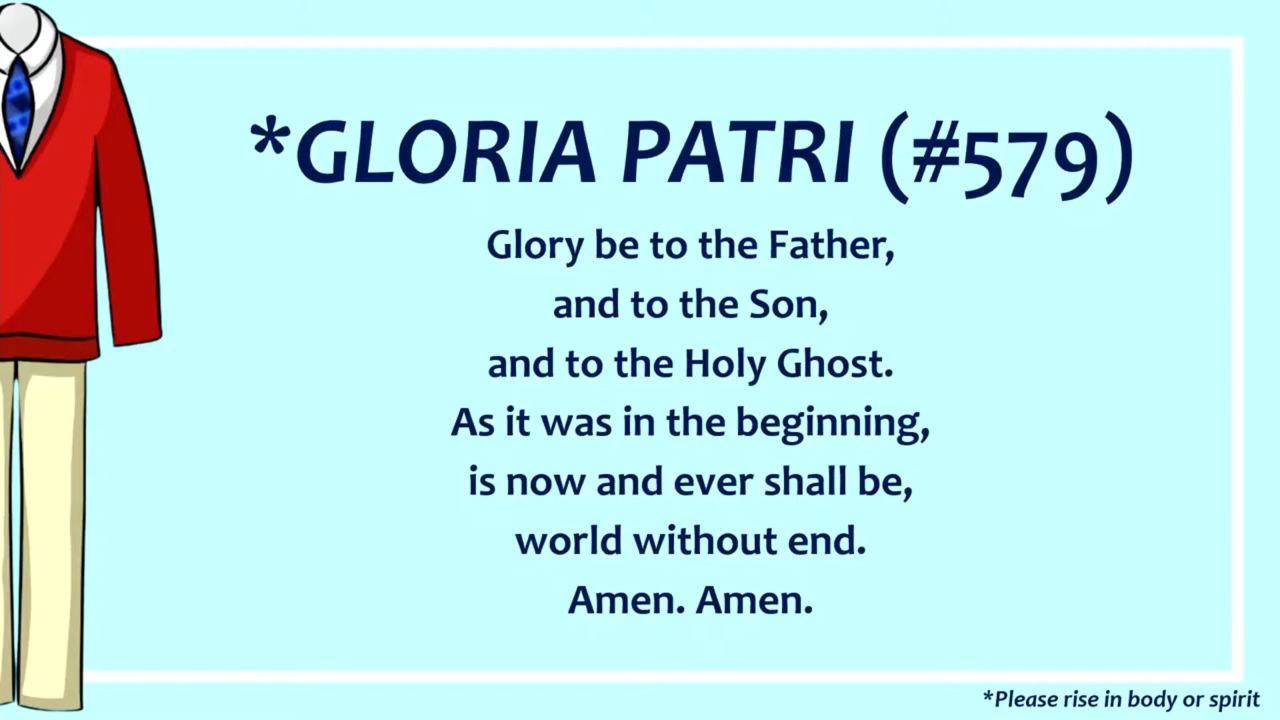 *GLORIA PATRI (#579)
Glory be to the Father,
and to the Son,
and to the Holy Ghost.
As it was in the beginning,
is now and ever shall be,
world without end.
Amen. Amen.
*Please rise in body or spirit